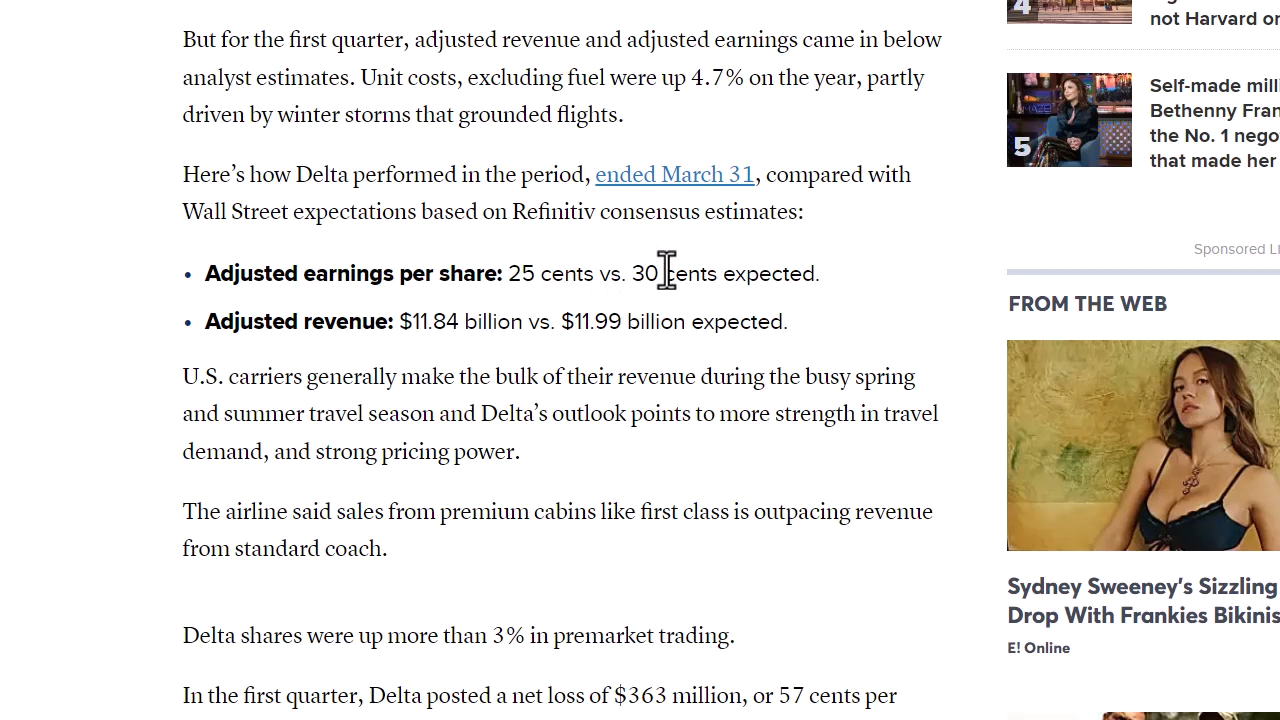 But for the first quarter, adjusted revenue and adjusted earnings came in below
analyst estimates. Unit costs, excluding fuel were up 4.7% on the year, partly
driven by winter storms that grounded flights.
Here’s how Delta performed in the period, ended March 31, compared with
Wall Street expectations based on Refinitiv consensus estimates:
• Adjusted earnings per share: 25 cents vs. 30 cents expected.
• Adjusted revenue: $11.84 billion vs. $11.99 billion expected.
U.S. carriers generally make the bulk of their revenue during the busy spring
and summer travel season and Delta’s outlook points to more strength in travel
demand, and strong pricing power.
The airline said sales from premium cabins like first class is outpacing revenue
from standard coach.
Delta shares were up more than 3% in premarket trading.
In the first quarter, Delta posted a net loss of $363 million, or 57 cents per
4
not Harvard or
5
Self-made milli
Bethenny Fran
the No. 1 nego
that made her
Sponsored Li
FROM THE WEB
Sydney Sweeney's Sizzling
Drop With Frankies Bikinis
E! Online